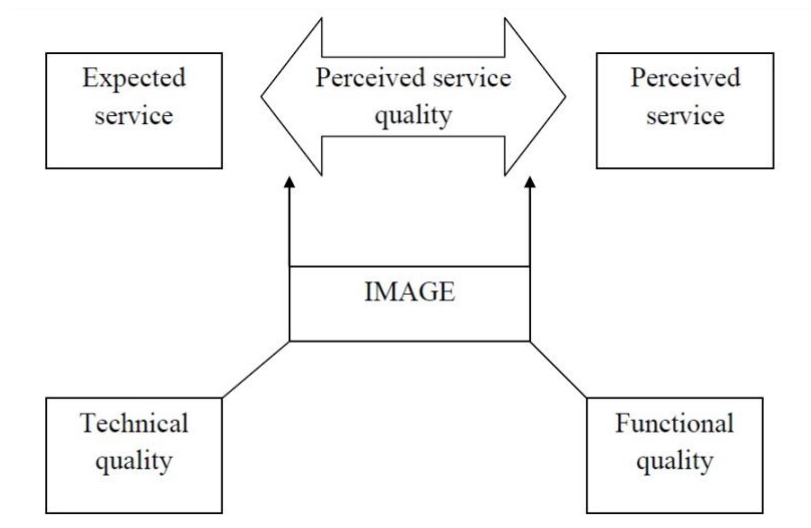 Expected
service
Perceived service
quality
Perceived
service
IMAGE
Technical
quality
Functional
quality